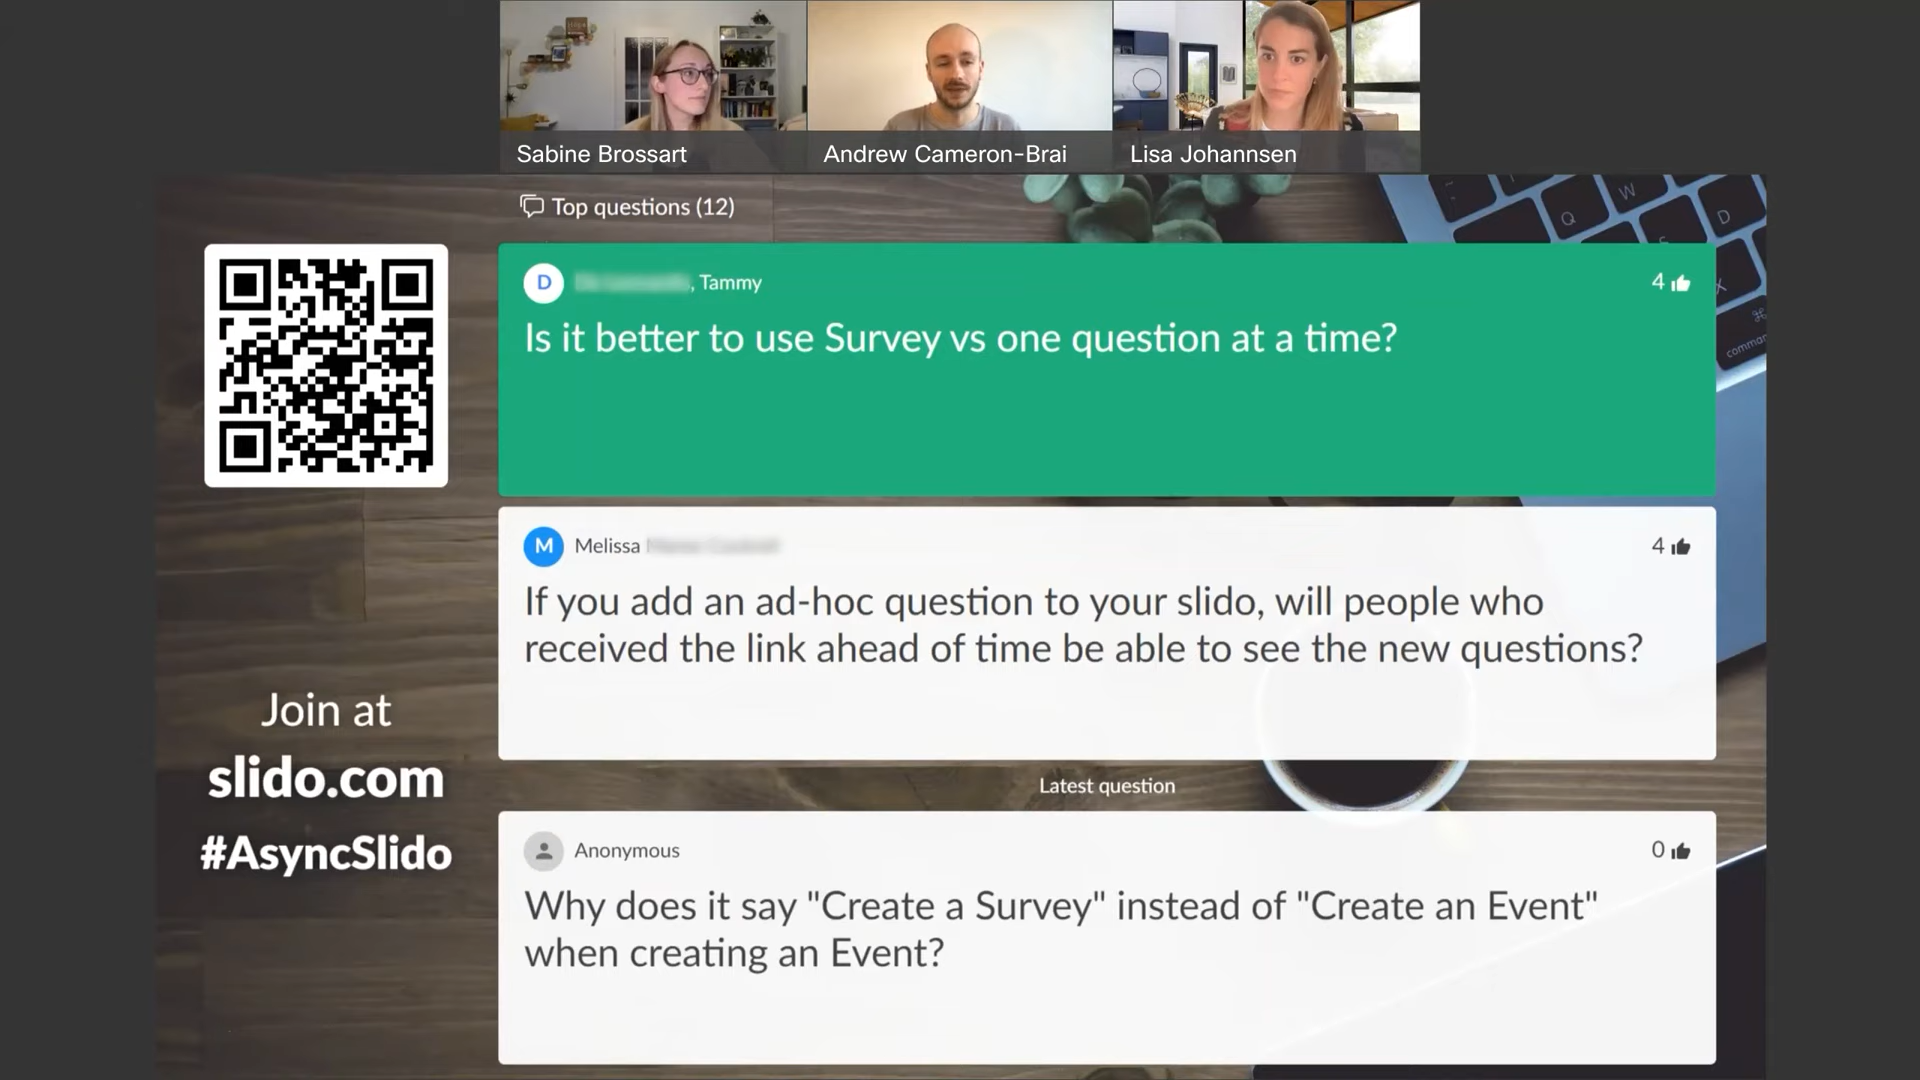 Sabine Brossart
Andrew Cameron-Brai
Lisa Johannsen
Top questions (12)
D
, Tammy
4
Is it better to use Survey vs one question at a time?
M
Melissa
4
If you add an ad-hoc question to your slido, will people who
received the link ahead of time be able to see the new questions?
Latest question
Anonymous
0
Why does it say "Create a Survey" instead of "Create an Event"
when creating an Event?
Join at
slido.com
#AsyncSlido
Q
W
D
X
⌘
comman